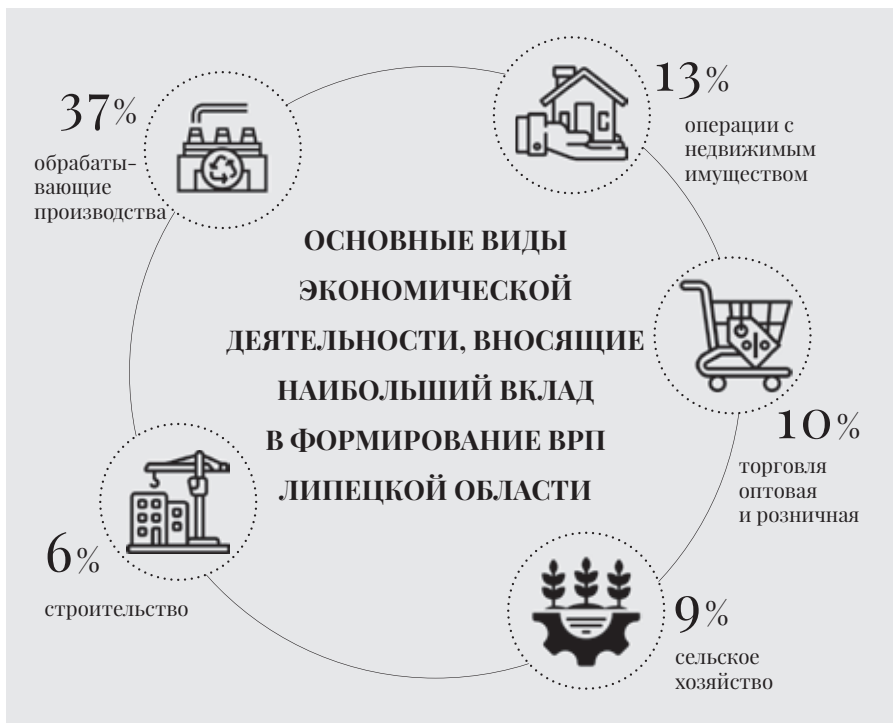 37%
обрабаты-
вающие
производства
13%
операции с
недвижимым
имуществом
ОСНОВНЫЕ ВИДЫ
ЭКОНОМИЧЕСКОЙ
ДЕЯТЕЛЬНОСТИ, ВНОСЯЩИЕ
НАИБОЛЬШИЙ ВКЛАД
В ФОРМИРОВАНИЕ ВРП
ЛИПЕЦКОЙ ОБЛАСТИ
10%
торговля
оптовая
и розничная
6%
строительство
9%
сельское
хозяйство